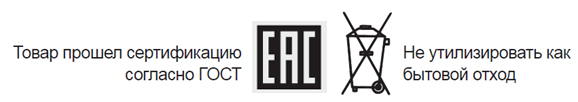 Товар прошел сертификацию
согласно ГОСТ
EAC
Не утилизировать как
бытовой отход